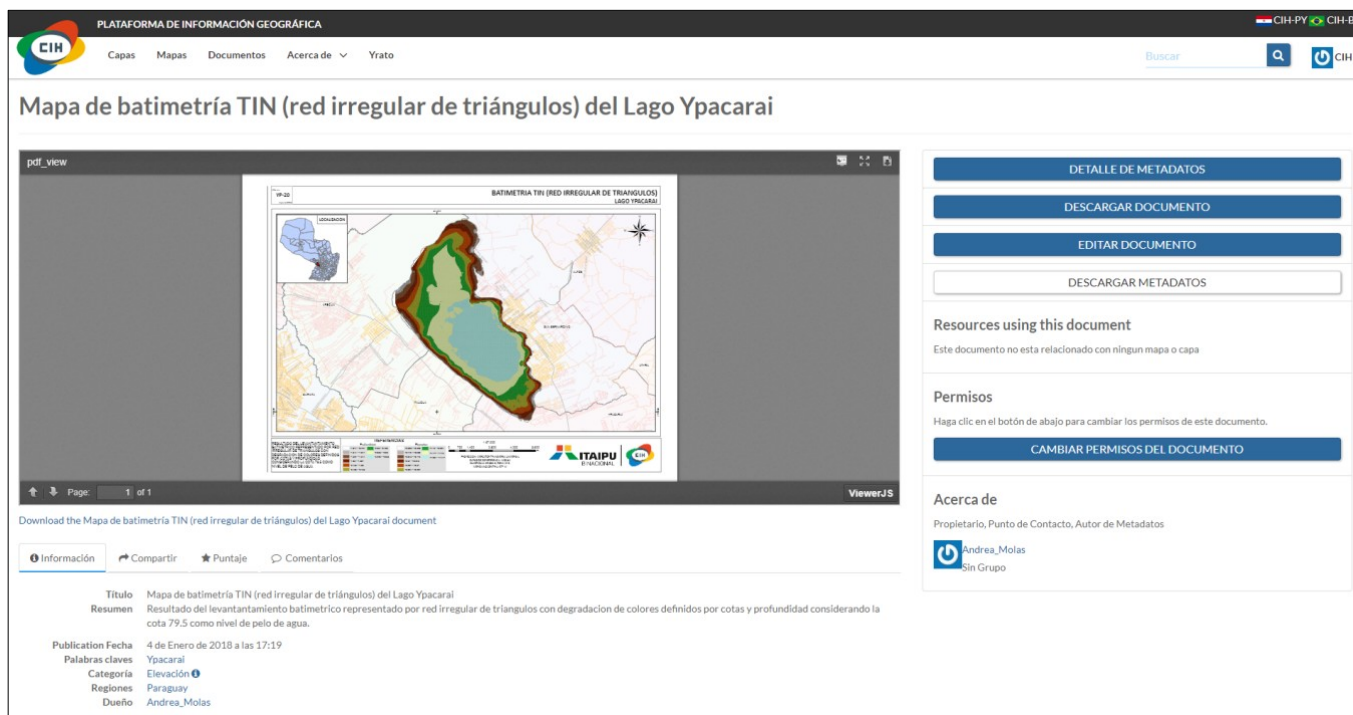 PLATAFORMA DE INFORMACIÓN GEOGRÁFICA
CIH-PY CIH-B
CIH
Capas Mapas Documentos Acerca de Yrato
Buscar
CIH
Mapa de batimetría TIN (red irregular de triángulos) del Lago Ypacarai
pdf_view
BATIMETRIA TIN (RED IRREGULAR DE TRIANGULOS)
LAGO YPACARAI
LOCALIZACION
ITAIPU
BINACIONAL
CIH
Page: 1 of 1
ViewerJS
Download the Mapa de batimetría TIN (red irregular de triángulos) del Lago Ypacarai document
Información Compartir Puntaje Comentarios
Título Mapa de batimetría TIN (red irregular de triángulos) del Lago Ypacarai
Resumen Resultado del levantantamiento batimetrico representado por red irregular de triangulos con degradacion de colores definidos por cotas y profundidad considerando la
cota 79.5 como nivel de pelo de agua.
Publication Fecha 4 de Enero de 2018 a las 17:19
Palabras claves Ypacarai
Categoría Elevación
Regiones Paraguay
Dueño Andrea_Molas
DETALLE DE METADATOS
DESCARGAR DOCUMENTO
EDITAR DOCUMENTO
DESCARGAR METADATOS
Resources using this document
Este documento no esta relacionado con ningun mapa o capa
Permisos
Haga clic en el botón de abajo para cambiar los permisos de este documento.
CAMBIAR PERMISOS DEL DOCUMENTO
Acerca de
Propietario, Punto de Contacto, Autor de Metadatos
Andrea_Molas
Sin Grupo